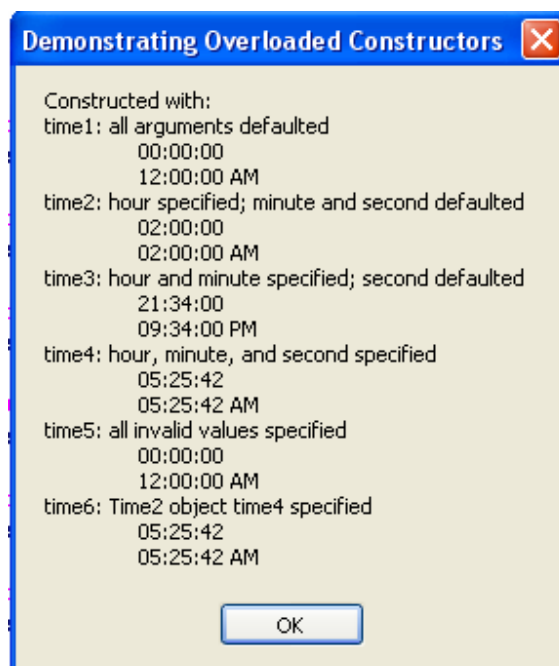 Demonstrating Overloaded Constructors
Constructed with:
time1: all arguments defaulted
00:00:00
12:00:00 AM
time2: hour specified; minute and second defaulted
02:00:00
02:00:00 AM
time3: hour and minute specified; second defaulted
21:34:00
09:34:00 PM
time4: hour, minute, and second specified
05:25:42
05:25:42 AM
time5: all invalid values specified
00:00:00
12:00:00 AM
time6: Time2 object time4 specified
05:25:42
05:25:42 AM
OK